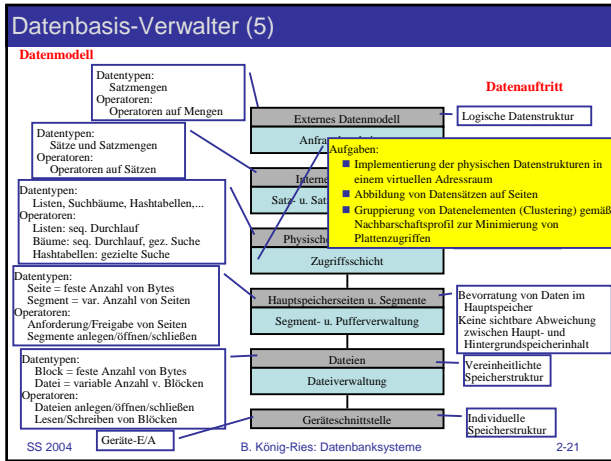 Datenbasis-Verwalter (5)
Datenmodell
Datenauftritt
Datentypen:
Satzmengen
Operatoren:
Operatoren auf Mengen
Externes Datenmodell
Logische Datenstruktur
Datentypen:
Sätze und Satzmengen
Operatoren:
Operatoren auf Sätzen
Aufgaben:
■ Implementierung der physischen Datenstrukturen in
einem virtuellen Adressraum
■ Abbildung von Datensätzen auf Seiten
■ Gruppierung von Datenelementen (Clustering) gemäß
Nachbarschaftsprofil zur Minimierung von
Plattenzugriffen
Satz- u.
Datentypen:
Listen, Suchbäume, Hashtabellen,...
Operatoren:
Listen: seq. Durchlauf
Bäume: seq. Durchlauf, gez. Suche
Hashtabellen: gezielte Suche
Zugriffsschicht
Datentypen:
Seite = feste Anzahl von Bytes
Segment = var. Anzahl von Seiten
Operatoren:
Anforderung/Freigabe von Seiten
Segmente anlegen/öffnen/schließen
Hauptspeicherseiten u. Segmente
Segment- u. Pufferverwaltung
Bevorratung von Daten im
Hauptspeicher
Keine sichtbare Abweichung
zwischen Haupt- und
Hintergrundspeicherinhalt
Datentypen:
Block = feste Anzahl von Bytes
Datei = variable Anzahl v. Blöcken
Operatoren:
Dateien anlegen/öffnen/schließen
Lesen/Schreiben von Blöcken
Dateien
Dateiverwaltung
Vereinheitlichte
Speicherstruktur
Geräteschnittstelle
Individuelle
Speicherstruktur
Geräte-E/A
SS 2004
B. König-Ries: Datenbanksysteme
2-21